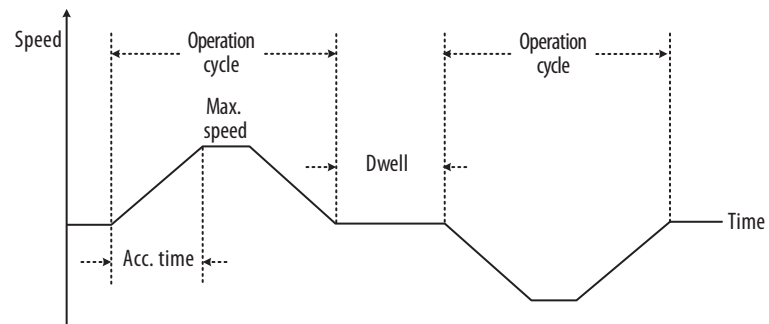 Speed
Operation
cycle
Operation
cycle
Max.
speed
Dwell
Time
Acc. time